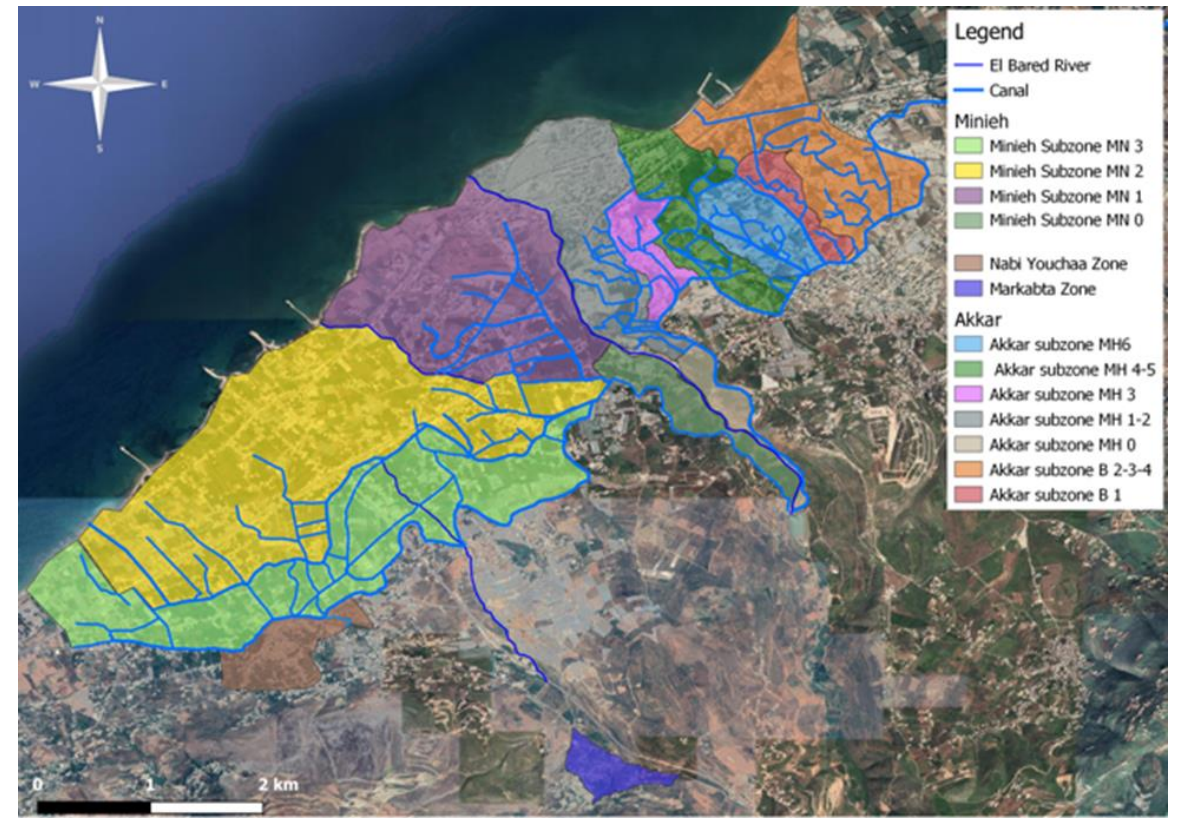 N
W
E
S
Legend
El Bared River
Canal
Minieh
Minieh Subzone MN 3
Minieh Subzone MN 2
Minieh Subzone MN 1
Minieh Subzone MN 0
Nabi Youchaa Zone
Markabta Zone
Akkar
Akkar subzone MH6
Akkar subzone MH 4-5
Akkar subzone MH 3
Akkar subzone MH 1-2
Akkar subzone MH 0
Akkar subzone B 2-3-4
Akkar subzone B 1
0 1 2 km